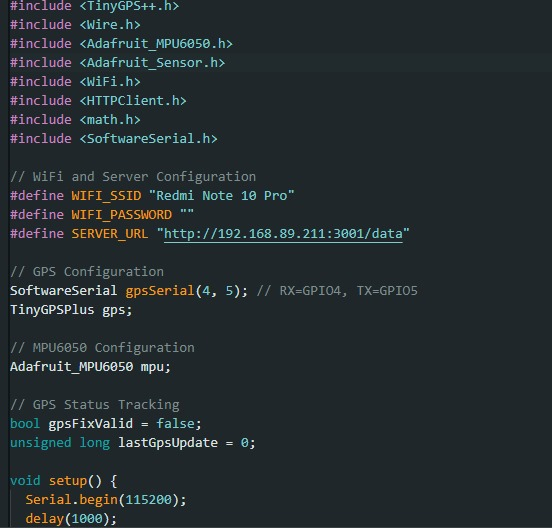 #include <TinyGPS++.h>
#include <Wire.h>
#include <Adafruit_MPU6050.h>
#include <Adafruit_Sensor.h>
#include <WiFi.h>
#include <HTTPClient.h>
#include <math.h>
#include <SoftwareSerial.h>

// WiFi and Server Configuration
#define WIFI_SSID "Redmi Note 10 Pro"
#define WIFI_PASSWORD ""
#define SERVER_URL "http://192.168.89.211:3001/data"

// GPS Configuration
SoftwareSerial gpsSerial(4, 5); // RX=GPIO4, TX=GPIO5
TinyGPSPlus gps;

// MPU6050 Configuration
Adafruit_MPU6050 mpu;

// GPS Status Tracking
bool gpsFixValid = false;
unsigned long lastGpsUpdate = 0;

void setup() {
  Serial.begin(115200);
  delay(1000);